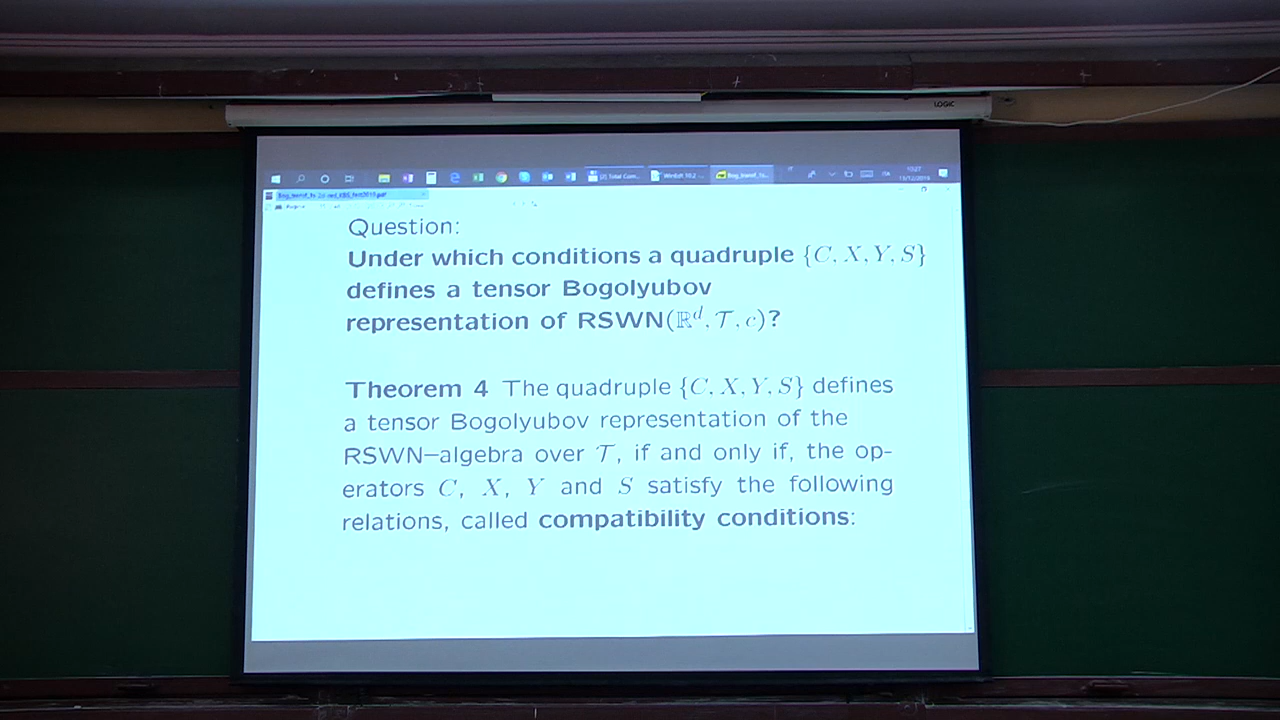 LOGIC
Question:
Under which conditions a quadruple {C, X, Y, S}
defines a tensor Bogolyubov
representation of RSWN(ℝᵈ, 𝒯, c)?
Theorem 4 The quadruple {C, X, Y, S} defines
a tensor Bogolyubov representation of the
RSWN–algebra over 𝒯, if and only if, the op-
erators C, X, Y and S satisfy the following
relations, called compatibility conditions: